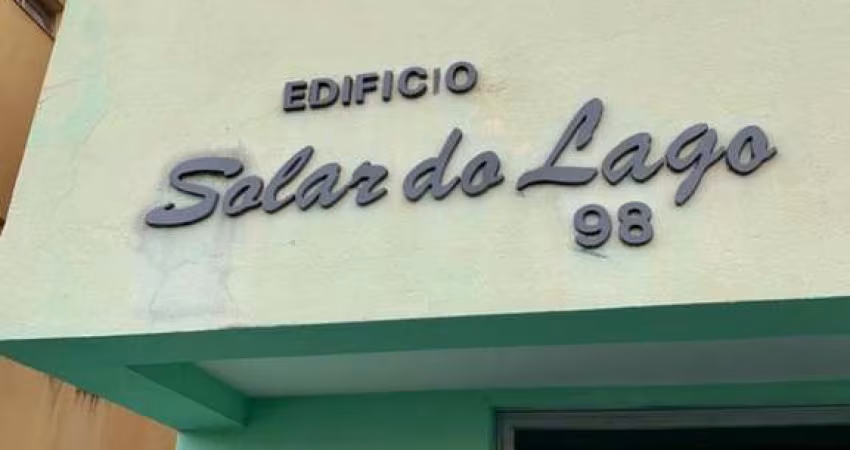 EDIFICIO
Solar do Lago
98